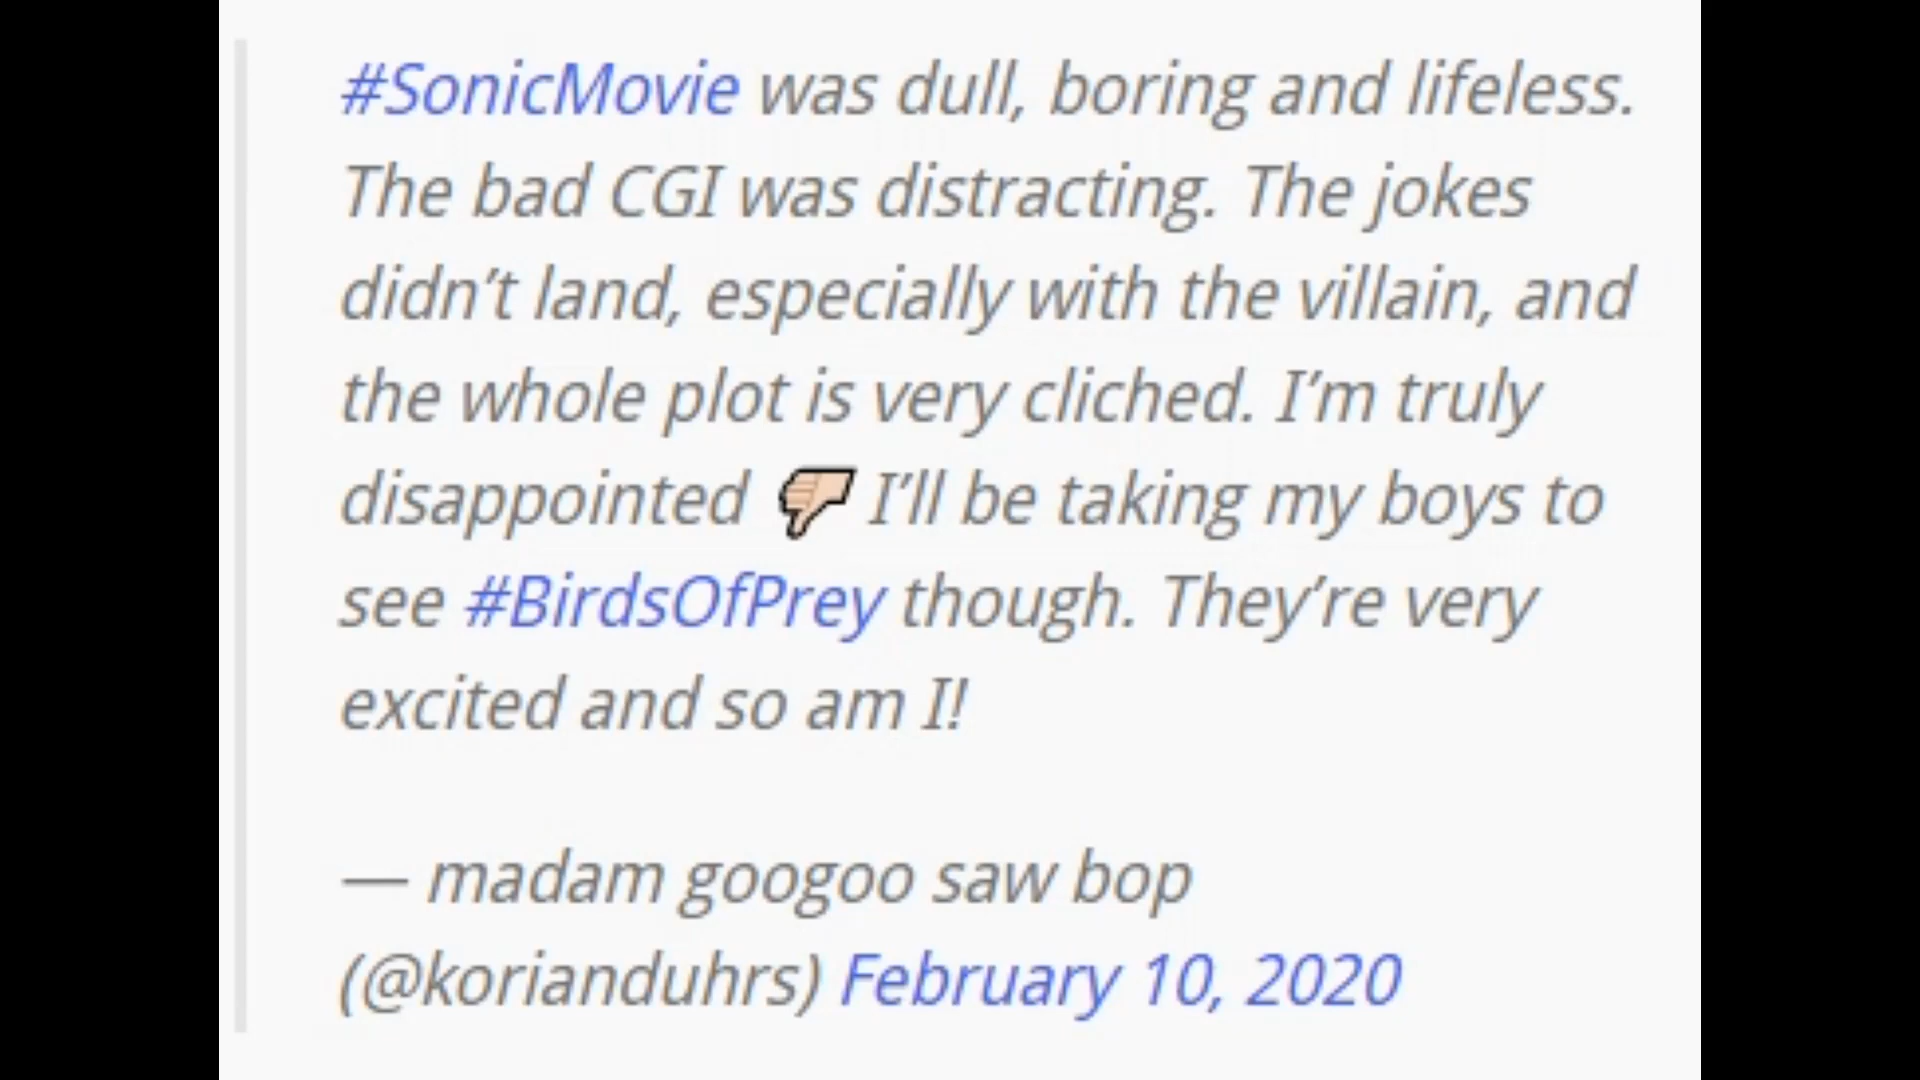 #SonicMovie was dull, boring and lifeless.
The bad CGI was distracting. The jokes
didn’t land, especially with the villain, and
the whole plot is very cliched. I’m truly
disappointed 👎🏻 I’ll be taking my boys to
see #BirdsOfPrey though. They’re very
excited and so am I!
— madam googoo saw bop
(@korianduhrs) February 10, 2020